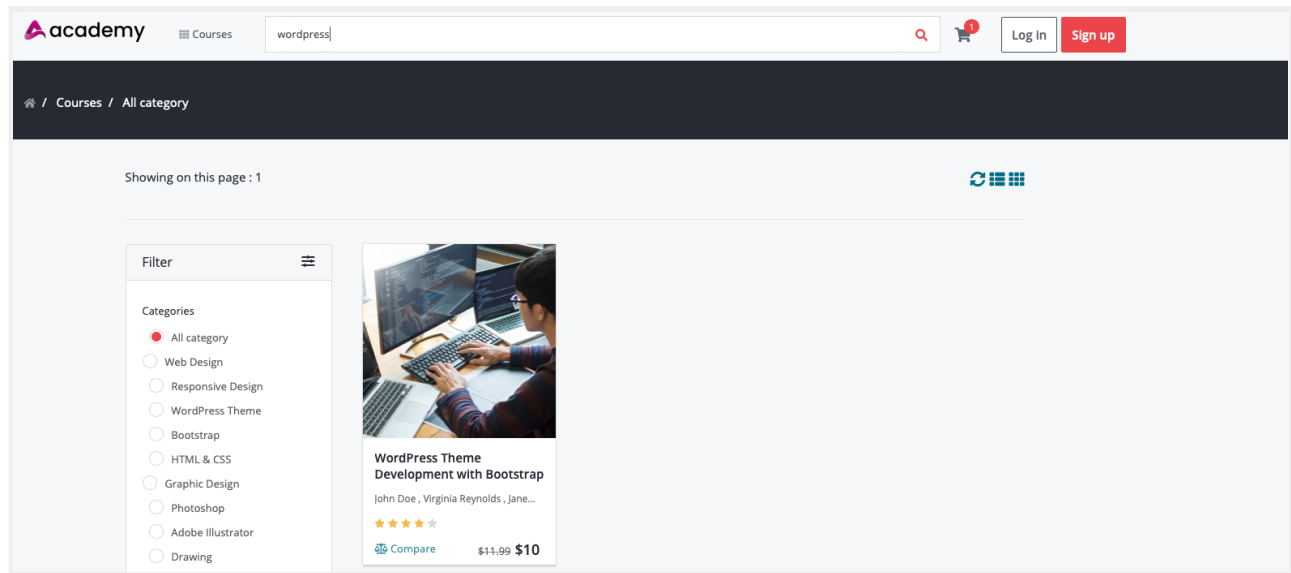 academy
Courses
wordpress
1
Log in
Sign up
/ Courses / All category
Showing on this page : 1
Filter
Categories
All category
Web Design
Responsive Design
WordPress Theme
Bootstrap
HTML & CSS
Graphic Design
Photoshop
Adobe Illustrator
Drawing
WordPress Theme
Development with Bootstrap
John Doe , Virginia Reynolds , Jane...
Compare
$11.99 $10